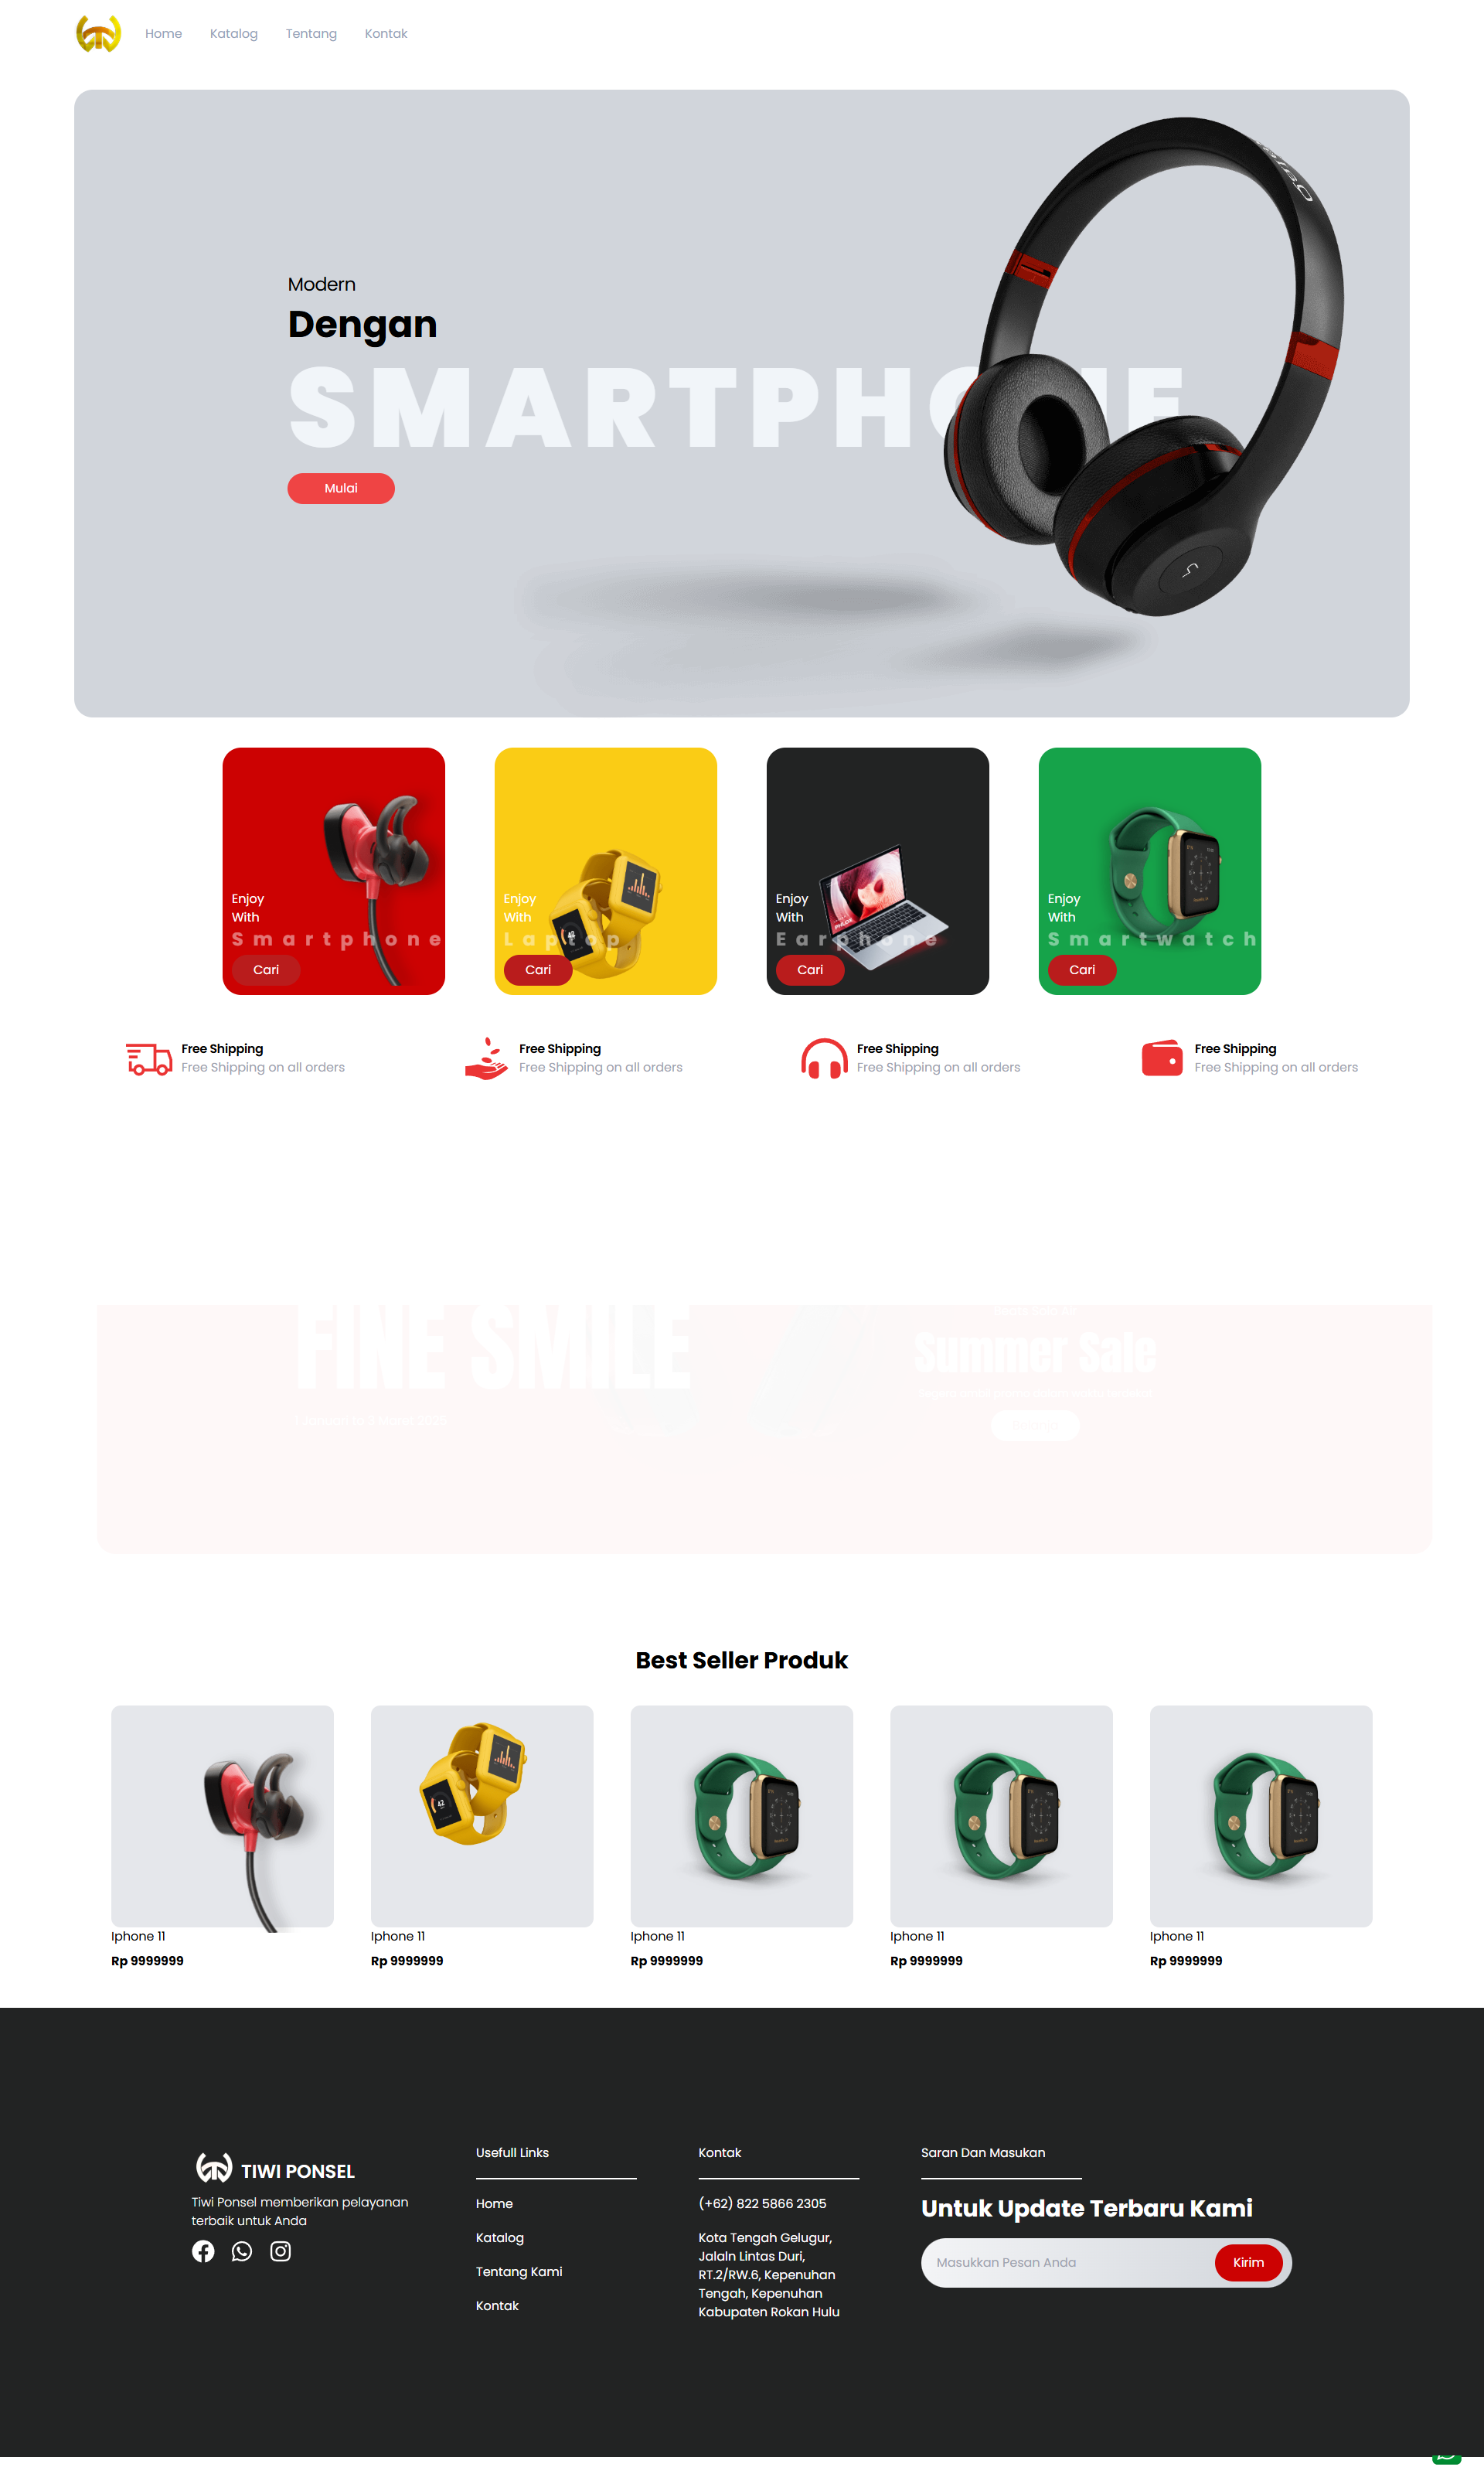 Home
Katalog
Tentang
Kontak
Modern
Dengan
SMARTPHONE
Mulai
Enjoy
With
Smartphone
Cari
Enjoy
With
Laptop
Cari
Enjoy
With
Earphone
Cari
Enjoy
With
Smartwatch
Cari
Free Shipping
Free Shipping on all orders
Free Shipping
Free Shipping on all orders
Free Shipping
Free Shipping on all orders
Free Shipping
Free Shipping on all orders
FINE SMILE
Summer Sale
Best Seller Produk
Iphone 11
Rp 9999999
Iphone 11
Rp 9999999
Iphone 11
Rp 9999999
Iphone 11
Rp 9999999
Iphone 11
Rp 9999999
TIWI PONSEL
Tiwi Ponsel memberikan pelayanan
terbaik untuk Anda
Usefull Links
Home
Katalog
Tentang Kami
Kontak
Kontak
(+62) 822 5866 2305
Kota Tengah Gelugur,
Jalaln Lintas Duri,
RT.2/RW.6, Kepenuhan
Tengah, Kepenuhan
Kabupaten Rokan Hulu
Saran Dan Masukan
Untuk Update Terbaru Kami
Masukkan Pesan Anda
Kirim